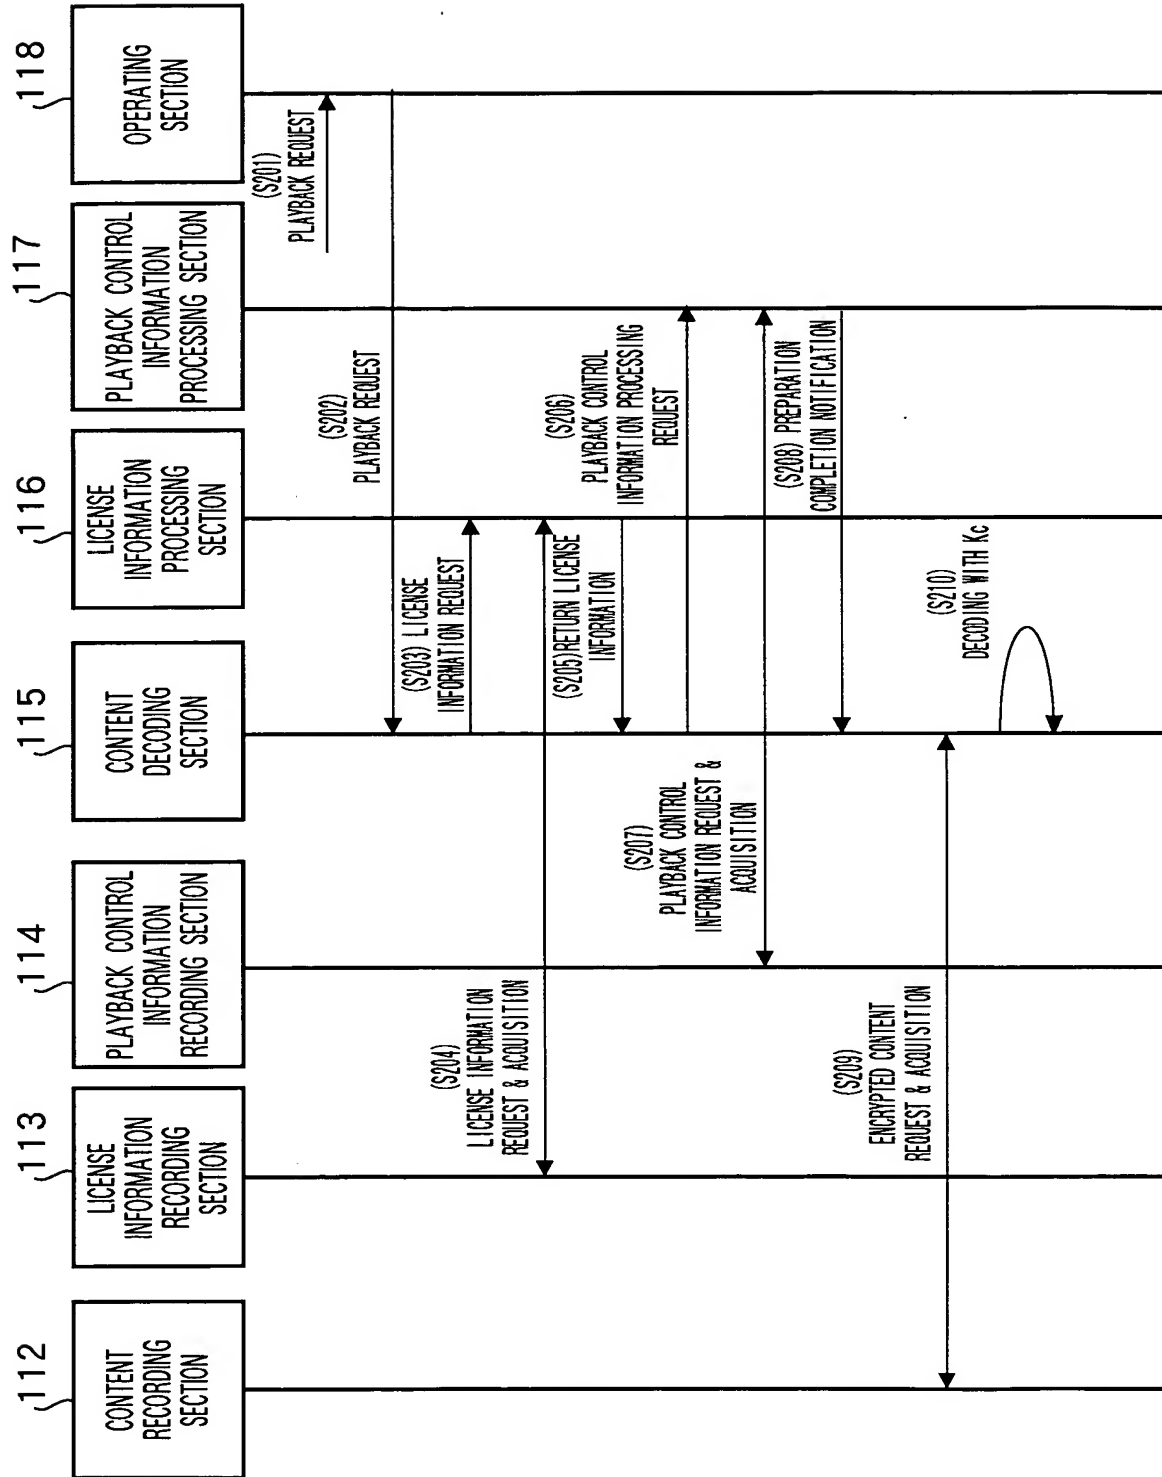 112
CONTENT
RECORDING
SECTION
113
LICENSE
INFORMATION
RECORDING
SECTION
114
PLAYBACK CONTROL
INFORMATION
RECORDING SECTION
115
CONTENT
DECODING
SECTION
116
LICENSE
INFORMATION
PROCESSING
SECTION
117
PLAYBACK CONTROL
INFORMATION
PROCESSING SECTION
118
OPERATING
SECTION
(S201)
PLAYBACK REQUEST
(S202)
PLAYBACK REQUEST
(S203) LICENSE
INFORMATION REQUEST
(S204)
LICENSE INFORMATION
REQUEST & ACQUISITION
(S205)RETURN LICENSE
INFORMATION
(S206)
PLAYBACK CONTROL
INFORMATION PROCESSING
REQUEST
(S207)
PLAYBACK CONTROL
INFORMATION REQUEST &
ACQUISITION
(S208) PREPARATION
COMPLETION NOTIFICATION
(S209)
ENCRYPTED CONTENT
REQUEST & ACQUISITION
(S210)
DECODING WITH Kc